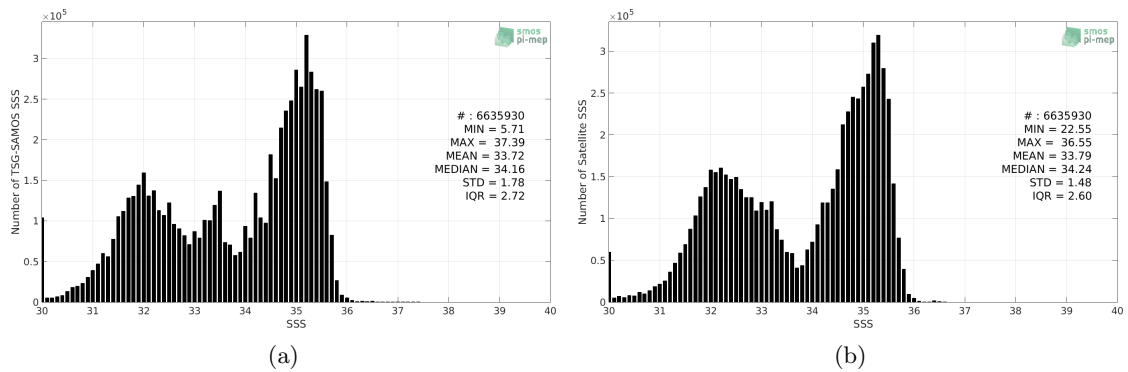 ×10⁵
smos
pi-mep
Number of TSG-SAMOS SSS
3
2.5
2
1.5
1
0.5
0
# : 6635930
MIN = 5.71
MAX = 37.39
MEAN = 33.72
MEDIAN = 34.16
STD = 1.78
IQR = 2.72
30 31 32 33 34 35 36 37 38 39 40
SSS
(a)
×10⁵
smos
pi-mep
Number of Satellite SSS
3
2.5
2
1.5
1
0.5
0
# : 6635930
MIN = 22.55
MAX = 36.55
MEAN = 33.79
MEDIAN = 34.24
STD = 1.48
IQR = 2.60
30 31 32 33 34 35 36 37 38 39 40
SSS
(b)